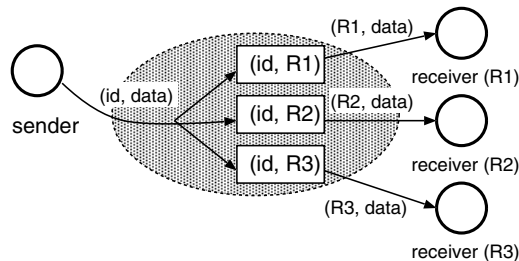 sender
(id, data)
(id, R1)
(id, R2)
(id, R3)
(R1, data)
receiver (R1)
(R2, data)
receiver (R2)
(R3, data)
receiver (R3)